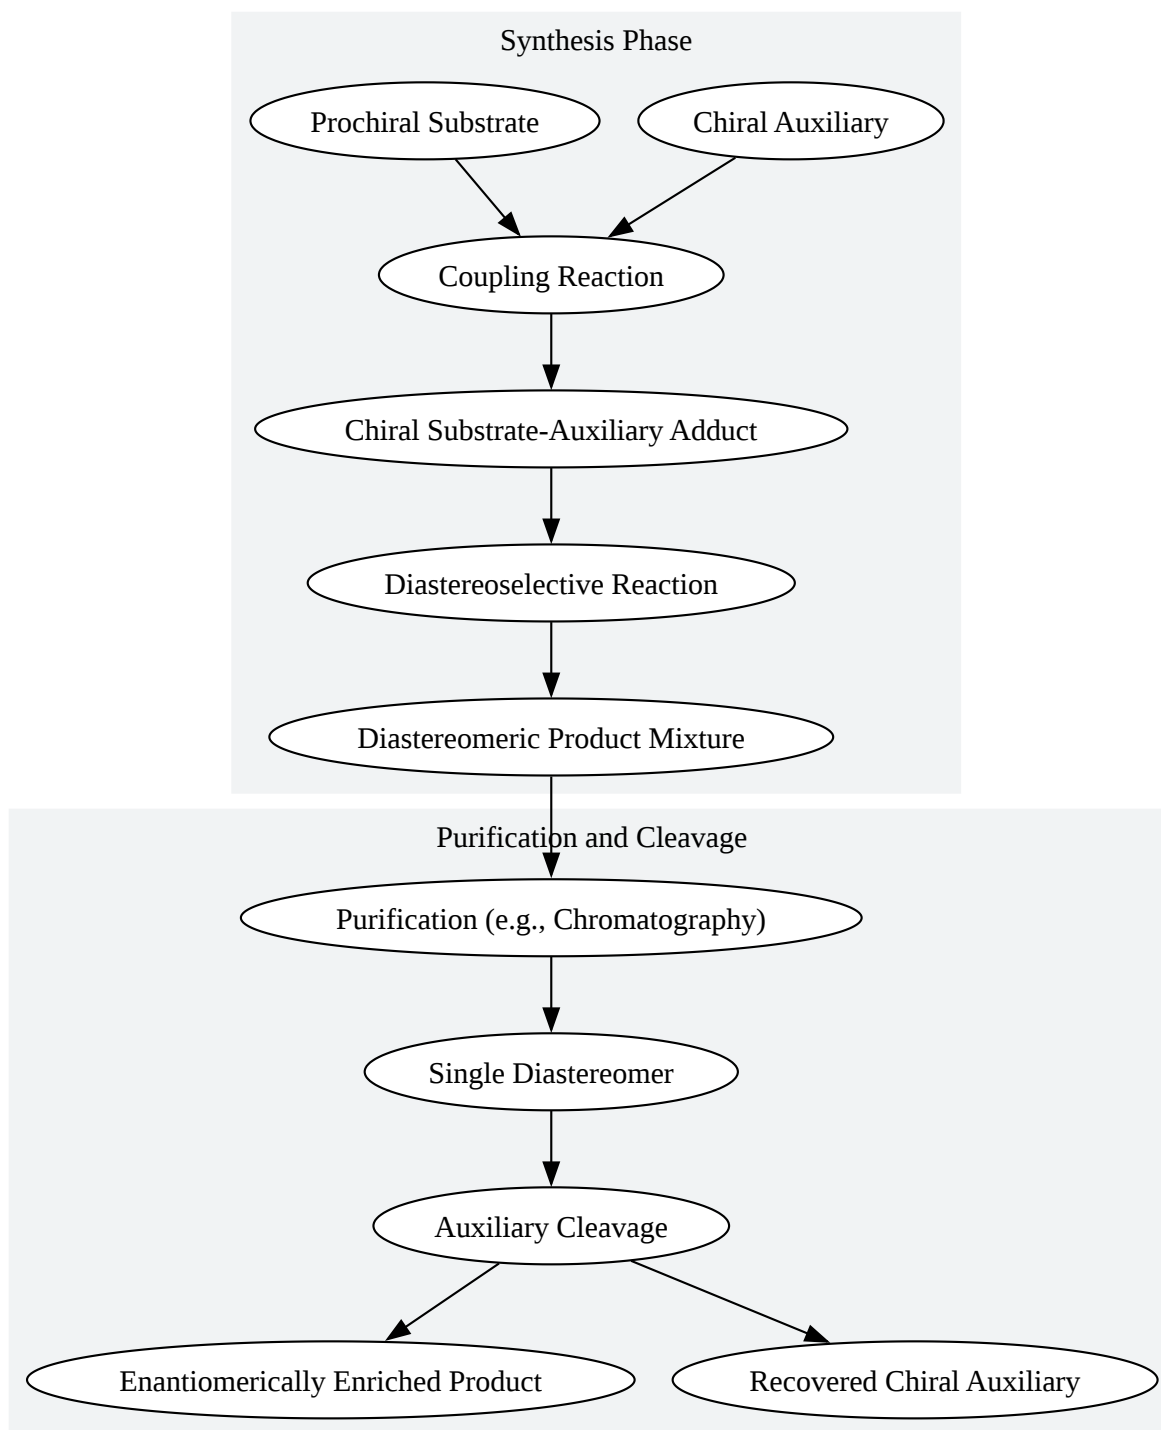 Synthesis Phase
Prochiral Substrate
Chiral Auxiliary
Coupling Reaction
Chiral Substrate-Auxiliary Adduct
Diastereoselective Reaction
Diastereomeric Product Mixture
Purification and Cleavage
Purification (e.g., Chromatography)
Single Diastereomer
Auxiliary Cleavage
Enantiomerically Enriched Product
Recovered Chiral Auxiliary